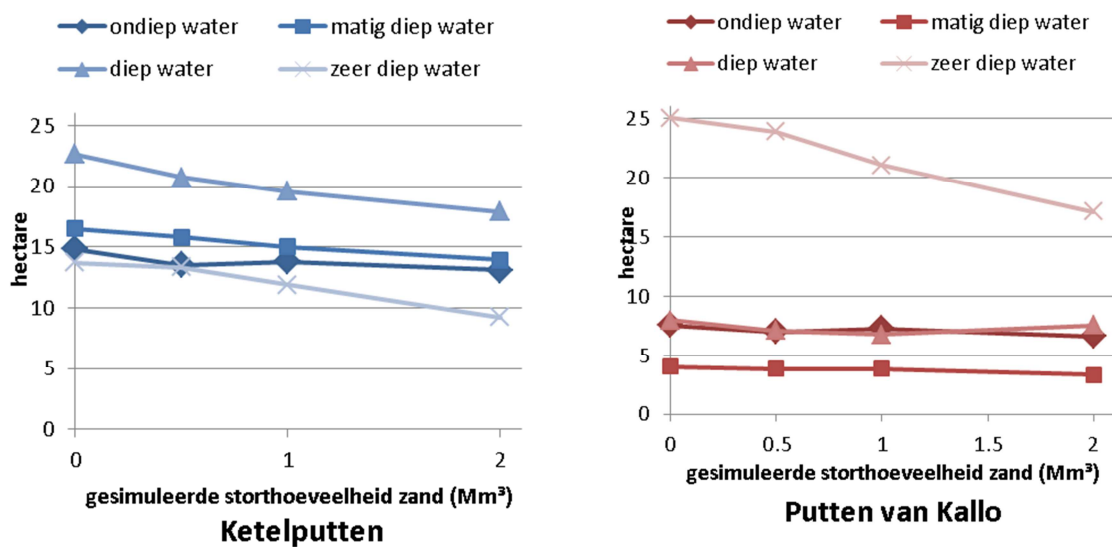 ondiep water
matig diep water
diep water
zeer diep water
25
20
15
10
5
0
hectare
0
1
2
gesimuleerde storthoeveelheid zand (Mm³)
Ketelputten
ondiep water
matig diep water
diep water
zeer diep water
25
20
15
10
5
0
hectare
0
0.5
1
1.5
2
gesimuleerde storthoeveelheid zand (Mm³)
Putten van Kallo